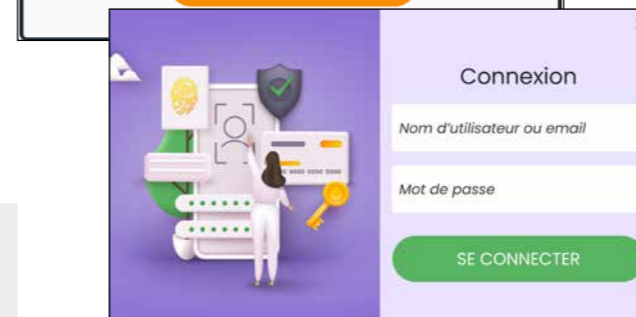 Connexion
Nom d'utilisateur ou email
Mot de passe
SE CONNECTER